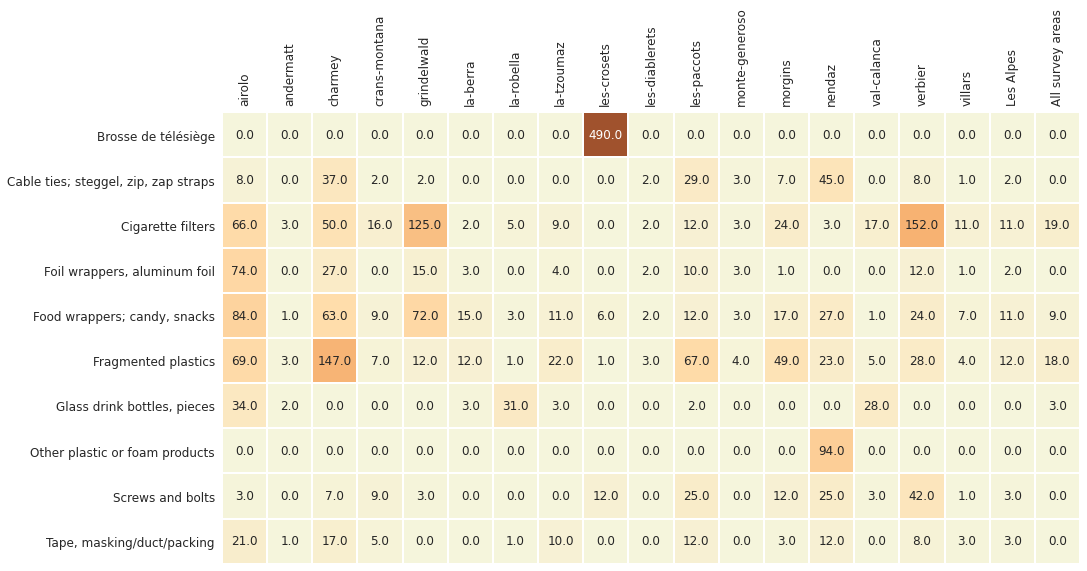 airolo andermatt charmey crans-montana grindelwald la-berra la-robella la-tzoumaz les-crosets les-diablerets les-paccots monte-generoso morgins nendaz val-calanca verbier villars Les Alpes All survey areas
Brosse de télésiège 0.0 0.0 0.0 0.0 0.0 0.0 0.0 0.0 490.0 0.0 0.0 0.0 0.0 0.0 0.0 0.0 0.0 0.0 0.0
Cable ties; steggel, zip, zap straps 8.0 0.0 37.0 2.0 2.0 0.0 0.0 0.0 0.0 2.0 29.0 3.0 7.0 45.0 0.0 8.0 1.0 2.0 0.0
Cigarette filters 66.0 3.0 50.0 16.0 125.0 2.0 5.0 9.0 0.0 2.0 12.0 3.0 24.0 3.0 17.0 152.0 11.0 11.0 19.0
Foil wrappers, aluminum foil 74.0 0.0 27.0 0.0 15.0 3.0 0.0 4.0 0.0 2.0 10.0 3.0 1.0 0.0 0.0 12.0 1.0 2.0 0.0
Food wrappers; candy, snacks 84.0 1.0 63.0 9.0 72.0 15.0 3.0 11.0 6.0 2.0 12.0 3.0 17.0 27.0 1.0 24.0 7.0 11.0 9.0
Fragmented plastics 69.0 3.0 147.0 7.0 12.0 12.0 1.0 22.0 1.0 3.0 67.0 4.0 49.0 23.0 5.0 28.0 4.0 12.0 18.0
Glass drink bottles, pieces 34.0 2.0 0.0 0.0 0.0 3.0 31.0 3.0 0.0 0.0 2.0 0.0 0.0 0.0 28.0 0.0 0.0 0.0 3.0
Other plastic or foam products 0.0 0.0 0.0 0.0 0.0 0.0 0.0 0.0 0.0 0.0 0.0 0.0 0.0 94.0 0.0 0.0 0.0 0.0 0.0
Screws and bolts 3.0 0.0 7.0 9.0 3.0 0.0 0.0 0.0 12.0 0.0 25.0 0.0 12.0 25.0 3.0 42.0 1.0 3.0 0.0
Tape, masking/duct/packing 21.0 1.0 17.0 5.0 0.0 0.0 1.0 10.0 0.0 0.0 12.0 0.0 3.0 12.0 0.0 8.0 3.0 3.0 0.0